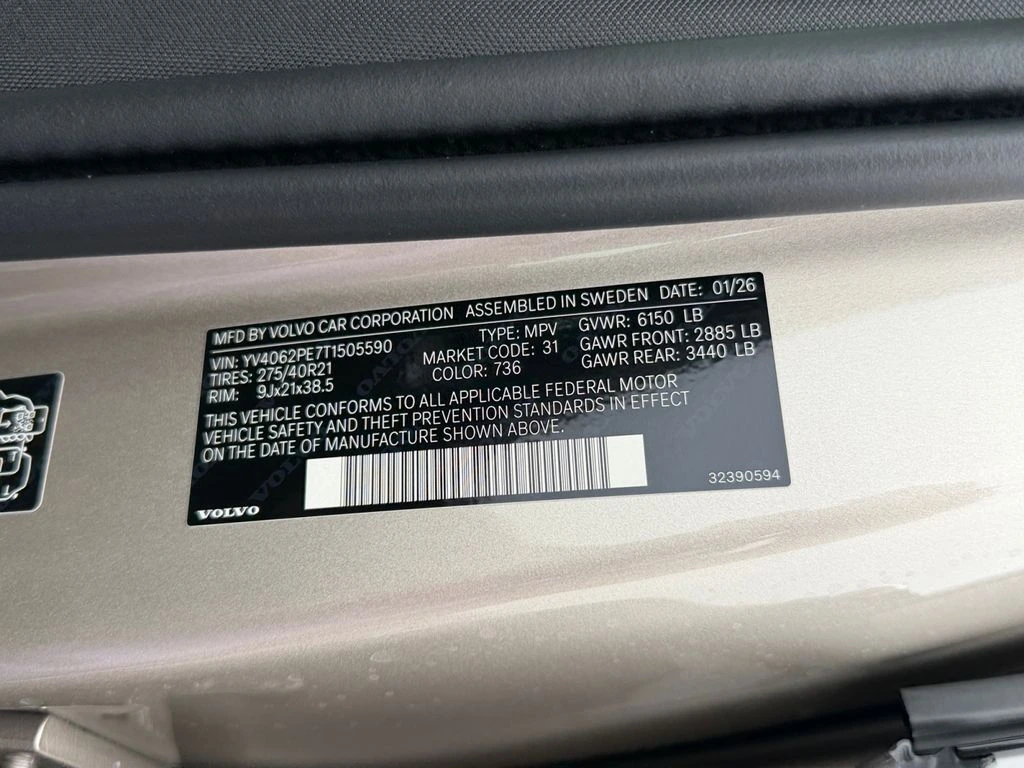 MFD BY VOLVO CAR CORPORATION ASSEMBLED IN SWEDEN DATE: 01/26
VIN: YV4062PE7T1505590 TYPE: MPV GVWR: 6150 LB
TIRES: 275/40R21 MARKET CODE: 31 GAWR FRONT: 2885 LB
RIM: 9Jx21x38.5 COLOR: 736 GAWR REAR: 3440 LB
THIS VEHICLE CONFORMS TO ALL APPLICABLE FEDERAL MOTOR
VEHICLE SAFETY AND THEFT PREVENTION STANDARDS IN EFFECT
ON THE DATE OF MANUFACTURE SHOWN ABOVE.
VOLVO 32390594